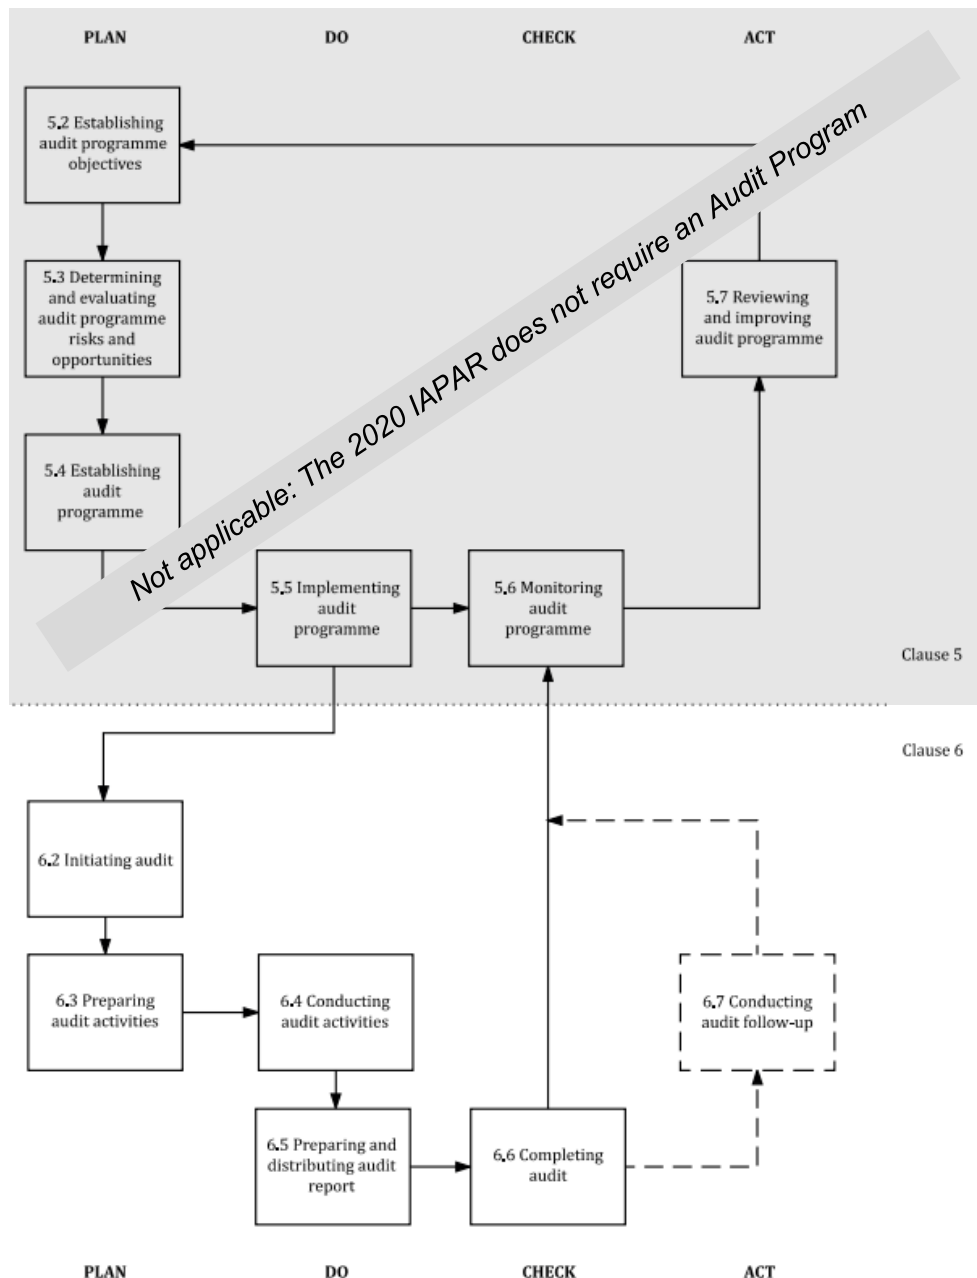 PLAN
DO
CHECK
ACT
5.2 Establishing
audit programme
objectives
5.3 Determining
and evaluating
audit programme
risks and
opportunities
5.4 Establishing
audit
programme
Not applicable: The 2020 IAPAR does not require an Audit Program
5.7 Reviewing
and improving
audit programme
5.5 Implementing
audit
programme
5.6 Monitoring
audit
programme
Clause 5
Clause 6
6.2 Initiating audit
6.3 Preparing
audit activities
6.4 Conducting
audit activities
6.7 Conducting
audit follow-up
6.5 Preparing and
distributing audit
report
6.6 Completing
audit
PLAN
DO
CHECK
ACT